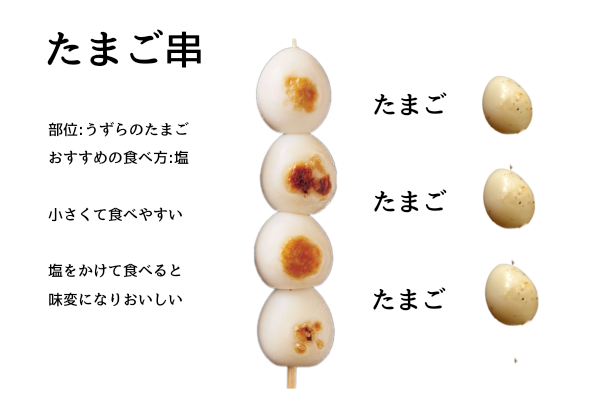 たまご串
部位:うずらのたまご
おすすめの食べ方:塩
小さくて食べやすい
塩をかけて食べると
味変になりおいしい
たまご
たまご
たまご